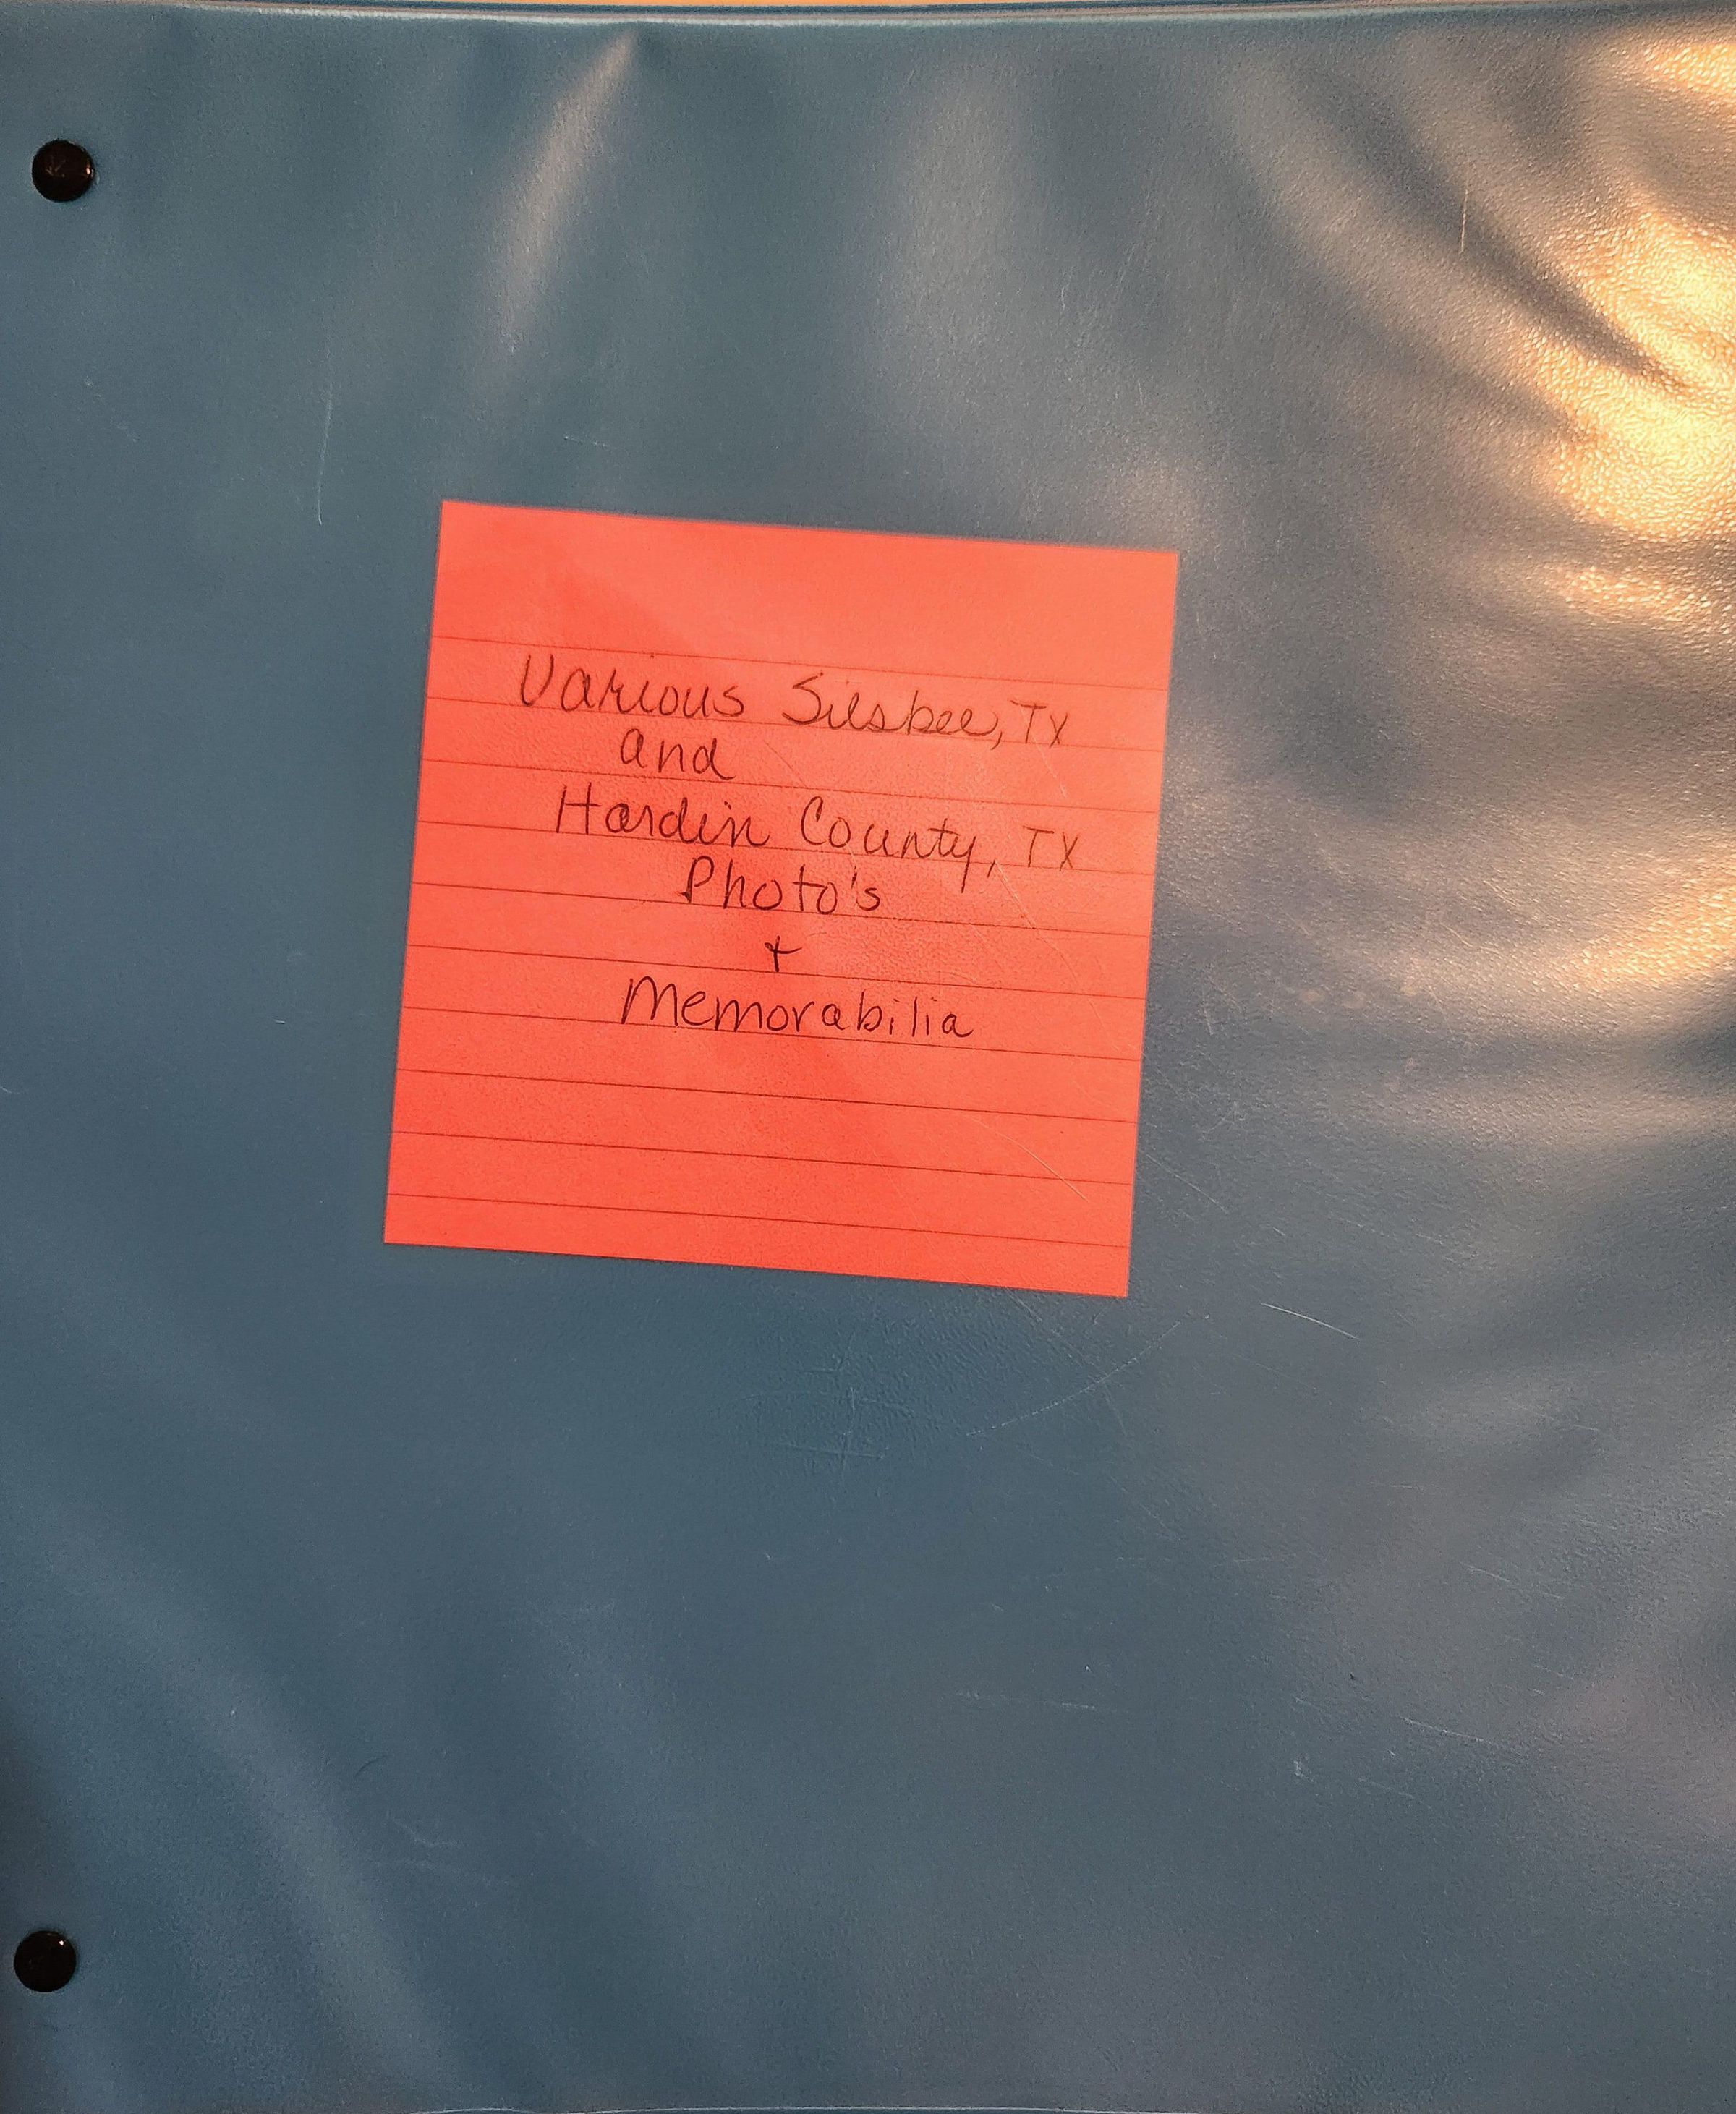 Various Silsbee, TX
and
Hardin County, TX
Photo's
+
Memorabilia